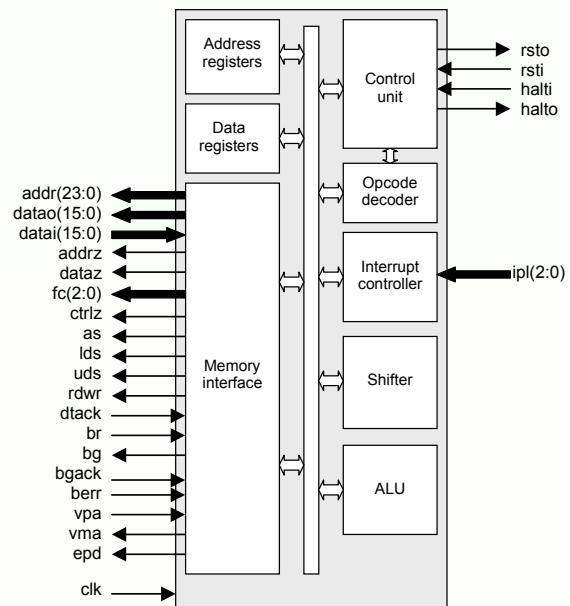 Address
registers
Data
registers
Memory
interface
Control
unit
Opcode
decoder
Interrupt
controller
Shifter
ALU
addr(23:0)
datao(15:0)
datai(15:0)
addrz
dataz
fc(2:0)
ctrlz
as
lds
uds
rdwr
dtack
br
bg
bgack
berr
vpa
vma
epd
clk
rsto
rsti
halti
halto
ipl(2:0)